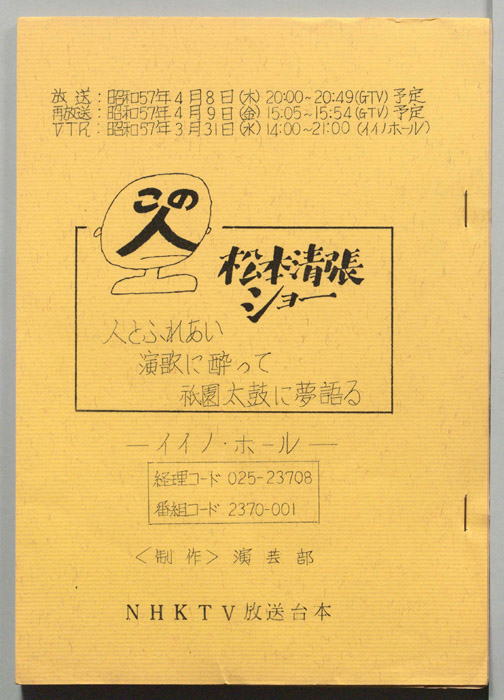 放送：昭和57年4月8日(木) 20:00~20:49(GTV) 予定
再放送：昭和57年4月9日(金) 15:05~15:54(GTV) 予定
VTR：昭和57年3月31日(水) 14:00~21:00 (イイノホール)
この
人
松本清張
ショー
人とふれあい
演歌に酔って
祇園太鼓に夢語る
―イイノ・ホール―
経理コード 025-23708
番組コード 2370-001
〈制作〉演芸部
NHKTV放送台本